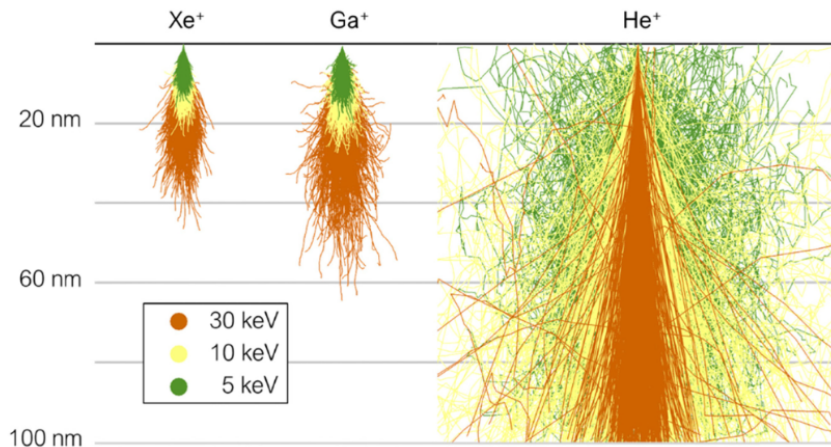 Xe⁺ Ga⁺ He⁺
20 nm
60 nm
30 keV
10 keV
5 keV
100 nm